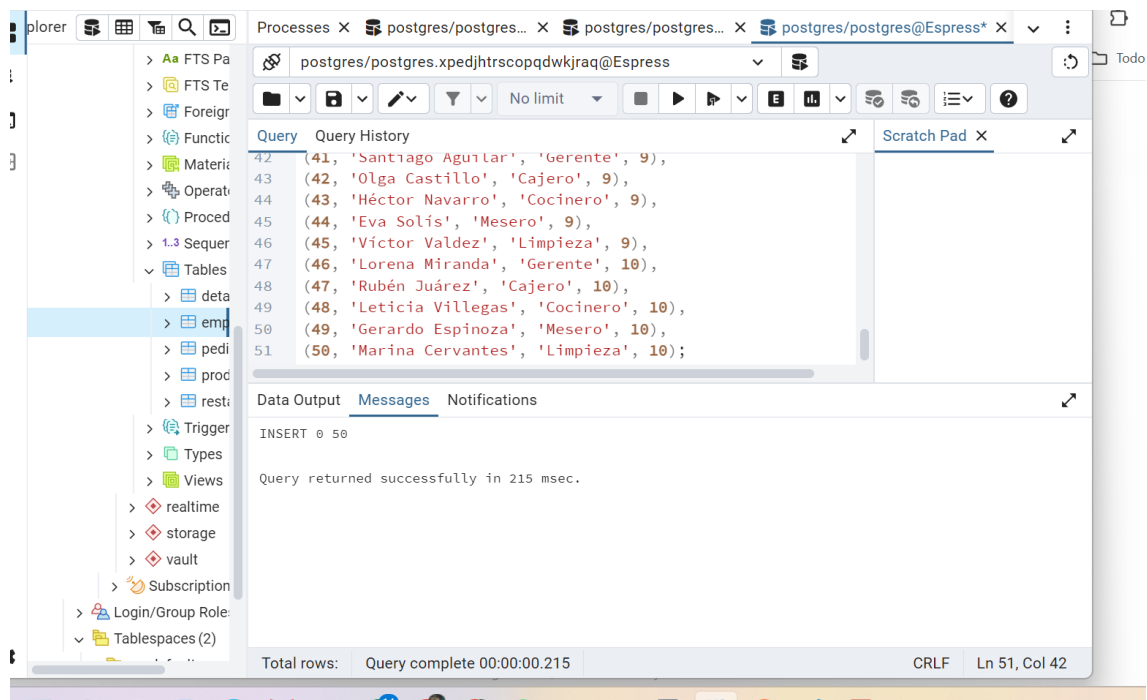 plorer
Processes
postgres/postgres...
postgres/postgres...
postgres/postgres@Espress*
Todo
postgres/postgres.xpedjhtrscopqdwkjraq@Espress
No limit
E
Query
Query History
Scratch Pad
Aa FTS Pa
FTS Te
Foreigr
Functic
Materia
Operat
Proced
1..3 Sequer
Tables
deta
emp
pedi
prod
resta
Trigger
Types
Views
realtime
storage
vault
Subscription
Login/Group Role
Tablespaces (2)
42 (41, 'Santiago Aguilar', 'Gerente', 9),
43 (42, 'Olga Castillo', 'Cajero', 9),
44 (43, 'Héctor Navarro', 'Cocinero', 9),
45 (44, 'Eva Solís', 'Mesero', 9),
46 (45, 'Víctor Valdez', 'Limpieza', 9),
47 (46, 'Lorena Miranda', 'Gerente', 10),
48 (47, 'Rubén Juárez', 'Cajero', 10),
49 (48, 'Leticia Villegas', 'Cocinero', 10),
50 (49, 'Gerardo Espinoza', 'Mesero', 10),
51 (50, 'Marina Cervantes', 'Limpieza', 10);
Data Output
Messages
Notifications
INSERT 0 50
Query returned successfully in 215 msec.
Total rows:
Query complete 00:00:00.215
CRLF
Ln 51, Col 42